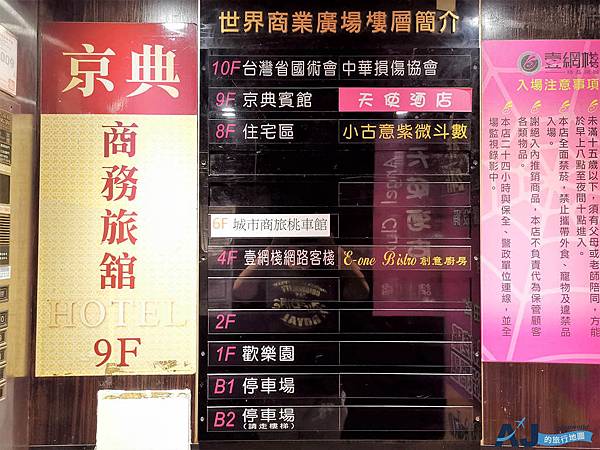 京典
商務旅舘
HOTEL
9F
世界商業廣場樓層簡介
10F 台灣省國術會 中華損傷協會
9F 京典賓館 天使酒店
8F 住宅區 小古意紫微斗數
6F 城市商旅桃車館
4F 壹網棧網路客棧 E-one Bistro 創意廚房
2F
1F 歡樂園
B1 停車場
B2 停車場
(請走樓梯)
壹網棧
入場注意事項
未滿十五歲以下，須有父母或老師陪同，方能
於早上八點至夜間十點進入。
本店全面禁菸，禁止攜帶外食、寵物及違禁品
入場。
謝絕入內推銷商品，本店不負責代為保管顧客
各類物品。
本店二十四小時與保全、警政單位連線，並全
場監視錄影中。
AJ
的旅行地圖